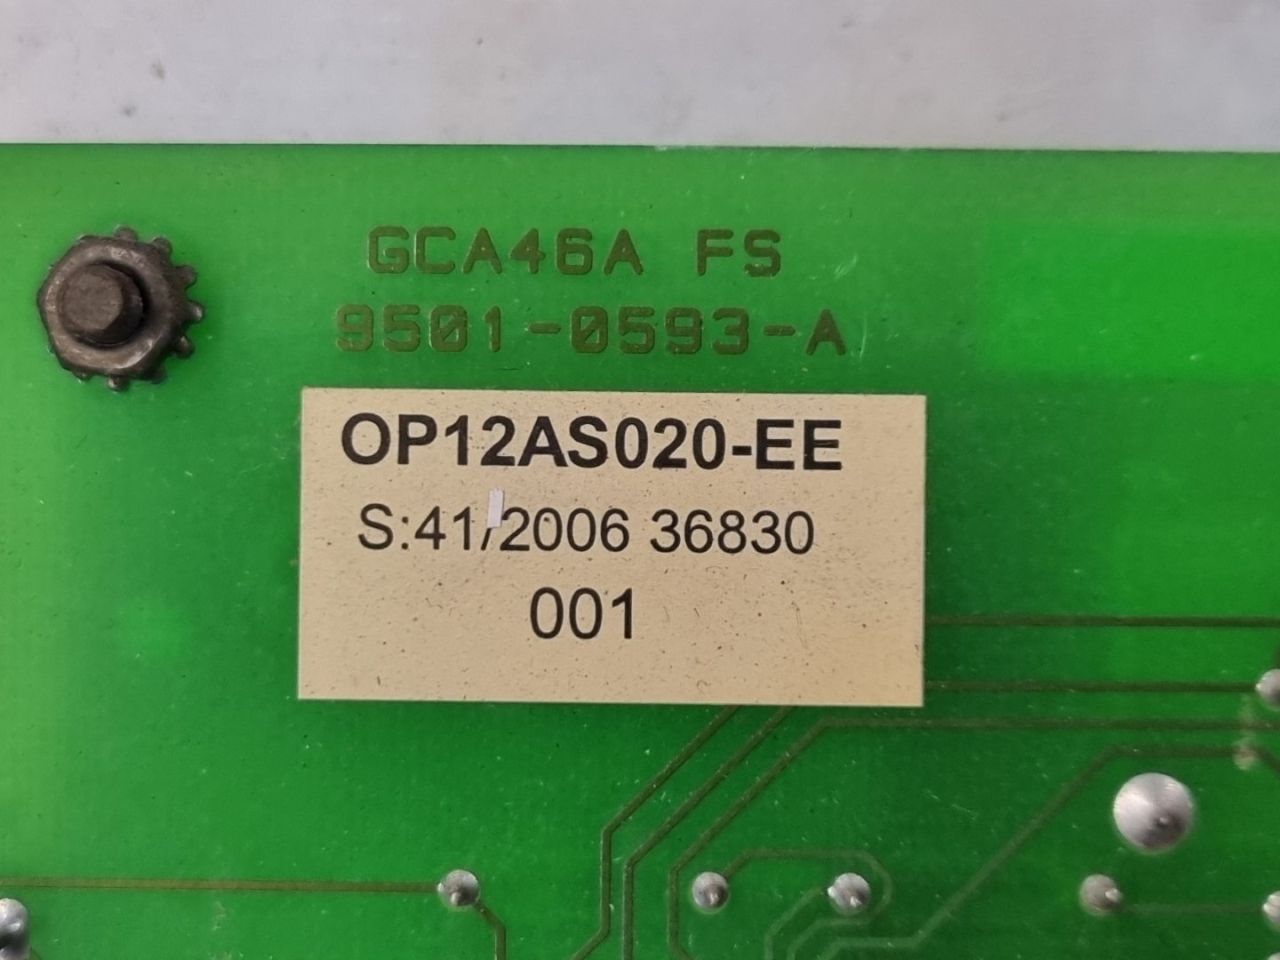 GCA46A FS
9501-0593-A
OP12AS020-EE
S:41/2006 36830
001